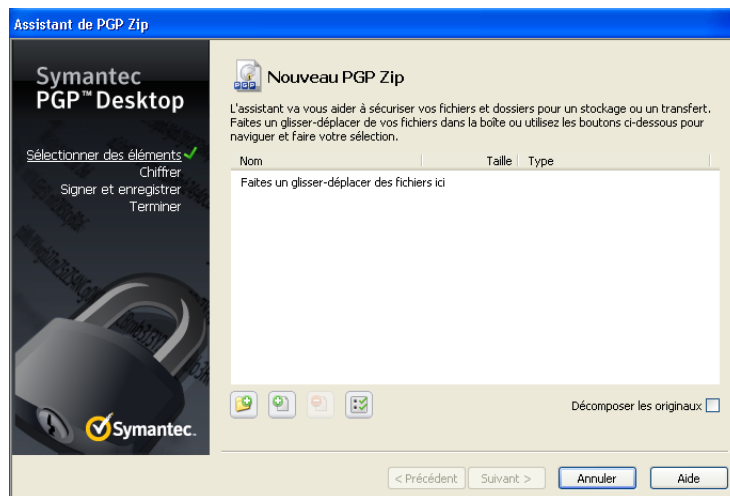 Assistant de PGP Zip
Symantec
PGP™ Desktop
Sélectionner des éléments
Chiffrer
Signer et enregistrer
Terminer
Symantec.
Nouveau PGP Zip
L'assistant va vous aider à sécuriser vos fichiers et dossiers pour un stockage ou un transfert.
Faites un glisser-déplacer de vos fichiers dans la boîte ou utilisez les boutons ci-dessous pour
naviguer et faire votre sélection.
Nom Taille Type
Faites un glisser-déplacer des fichiers ici
Décomposer les originaux
< Précédent Suivant > Annuler Aide